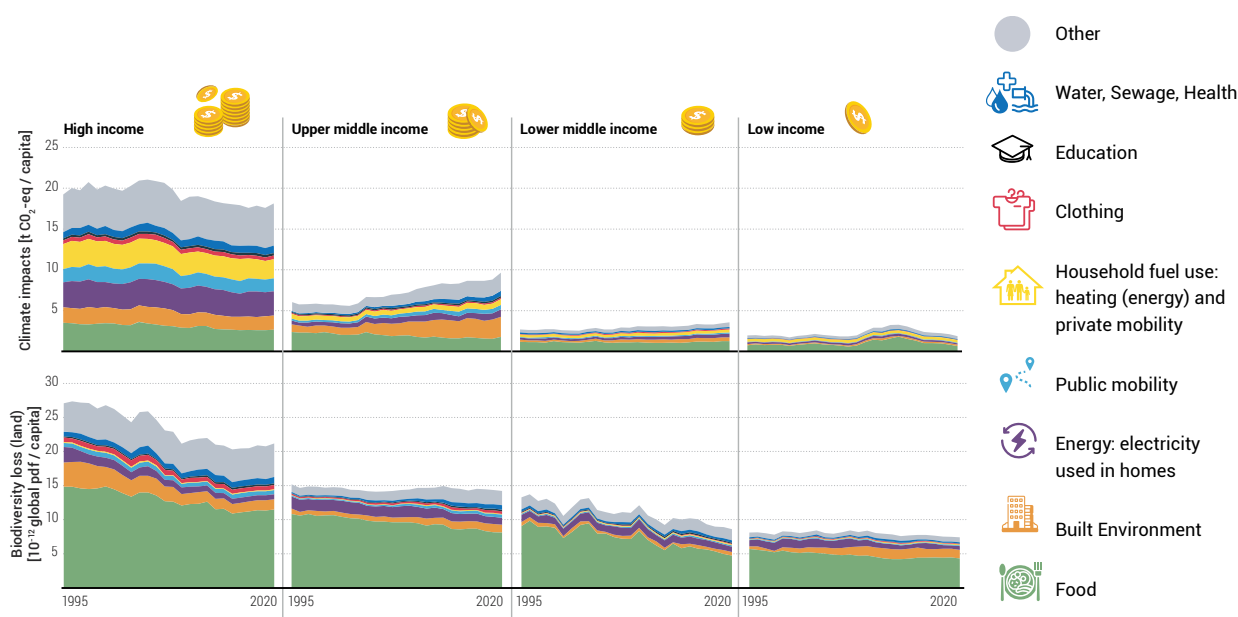 High income
Upper middle income
Lower middle income
Low income
Climate impacts [t CO₂-eq / capita]
25
20
15
10
5
Biodiversity loss (land)
[10⁻¹² global pdf / capita]
30
25
20
15
10
5
1995
2020
1995
2020
1995
2020
1995
2020
Other
Water, Sewage, Health
Education
Clothing
Household fuel use:
heating (energy) and
private mobility
Public mobility
Energy: electricity
used in homes
Built Environment
Food